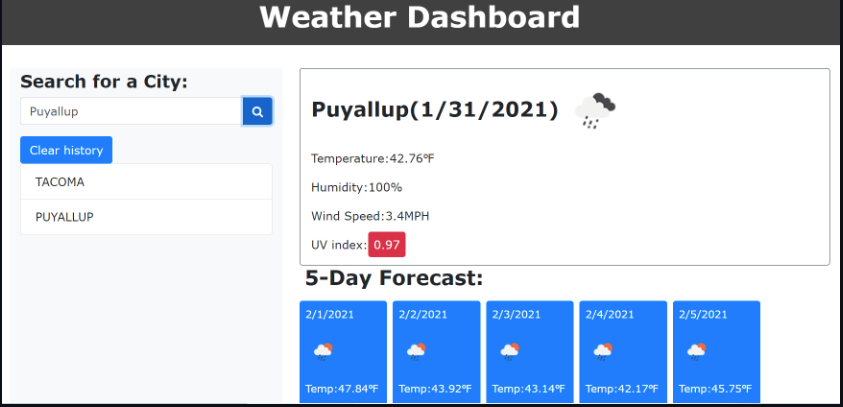 Weather Dashboard
Search for a City:
Puyallup
Clear history
TACOMA
PUYALLUP
Puyallup(1/31/2021)
Temperature:42.76°F
Humidity:100%
Wind Speed:3.4MPH
UV index:0.97
5-Day Forecast:
2/1/2021
Temp:47.84°F
2/2/2021
Temp:43.92°F
2/3/2021
Temp:43.14°F
2/4/2021
Temp:42.17°F
2/5/2021
Temp:45.75°F